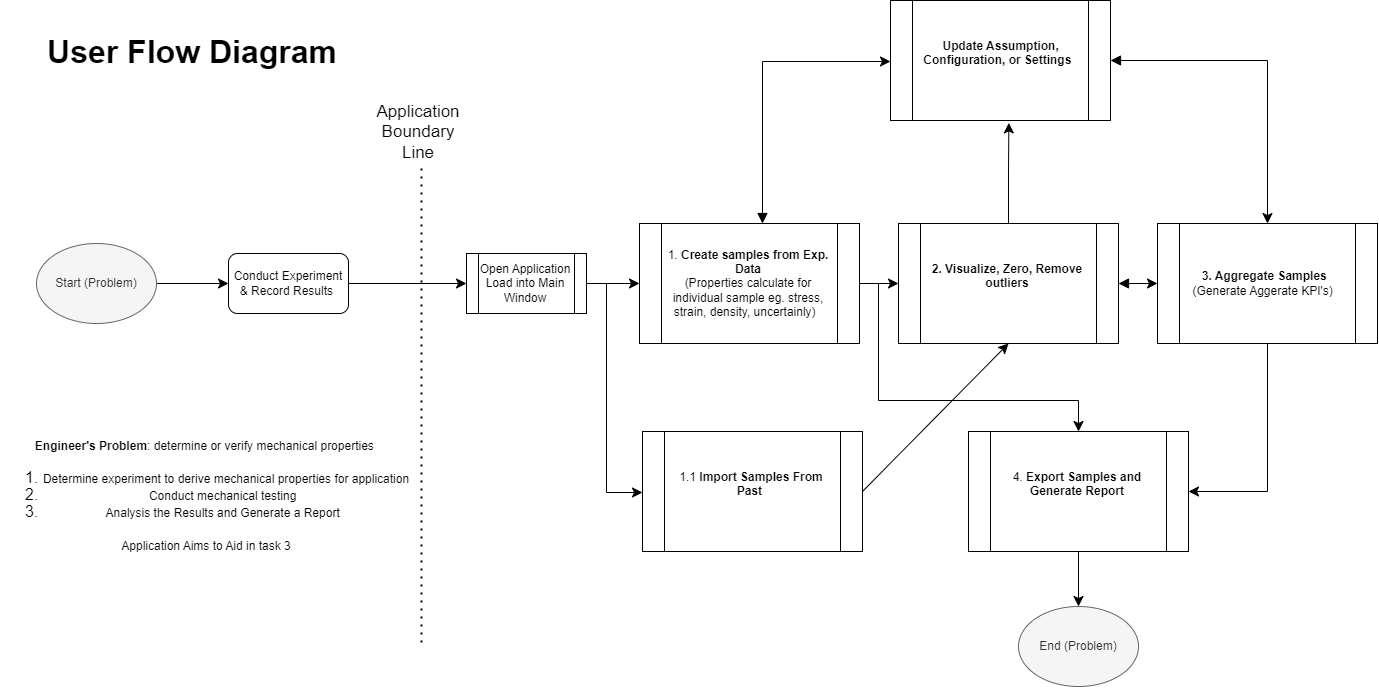 User Flow Diagram
Application
Boundary
Line
Update Assumption,
Configuration, or Settings
Start (Problem)
Conduct Experiment
& Record Results
Open Application
Load into Main
Window
1. Create samples from Exp.
Data
(Properties calculate for
individual sample eg. stress,
strain, density, uncertainly)
2. Visualize, Zero, Remove
outliers
3. Aggregate Samples
(Generate Aggerate KPI's)
Engineer's Problem: determine or verify mechanical properties
1. Determine experiment to derive mechanical properties for application
2. Conduct mechanical testing
3. Analysis the Results and Generate a Report
Application Aims to Aid in task 3
1.1 Import Samples From
Past
4. Export Samples and
Generate Report
End (Problem)